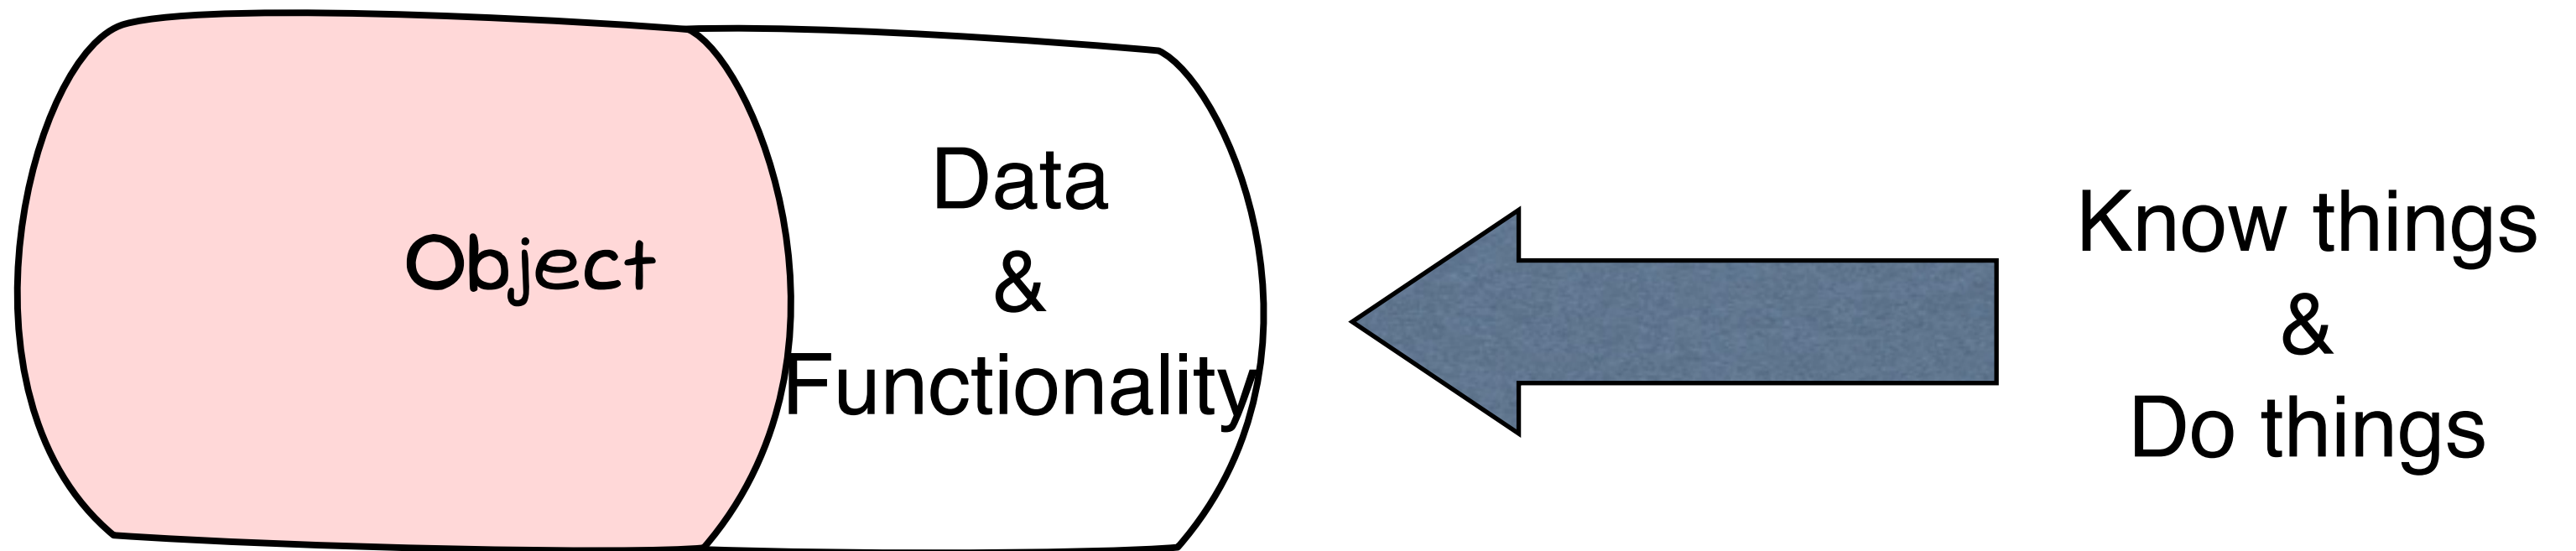 Object
Data
&
Functionality
Know things
&
Do things